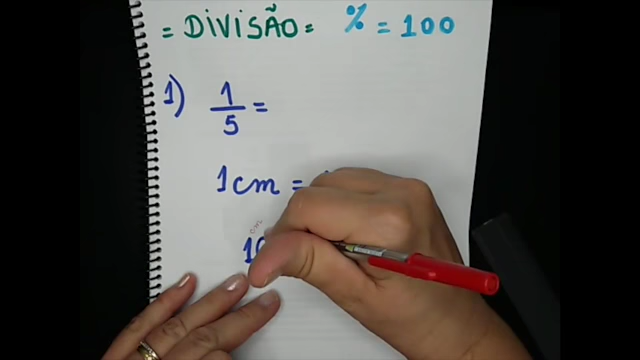 = DIVISÃO = % = 100
1) 1/5 =
1cm =